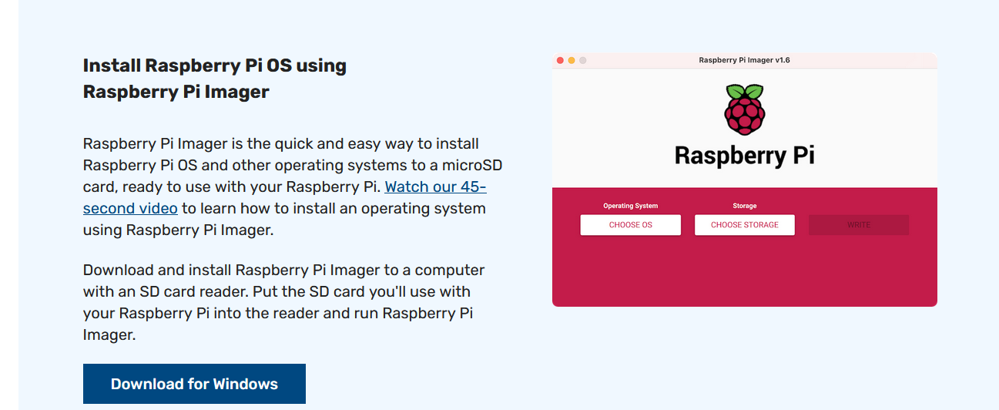 Install Raspberry Pi OS using
Raspberry Pi Imager
Raspberry Pi Imager is the quick and easy way to install
Raspberry Pi OS and other operating systems to a microSD
card, ready to use with your Raspberry Pi. Watch our 45-
second video to learn how to install an operating system
using Raspberry Pi Imager.
Download and install Raspberry Pi Imager to a computer
with an SD card reader. Put the SD card you'll use with
your Raspberry Pi into the reader and run Raspberry Pi
Imager.
Download for Windows
Raspberry Pi Imager v1.6
Raspberry Pi
Operating System
Storage
CHOOSE OS
CHOOSE STORAGE
WRITE